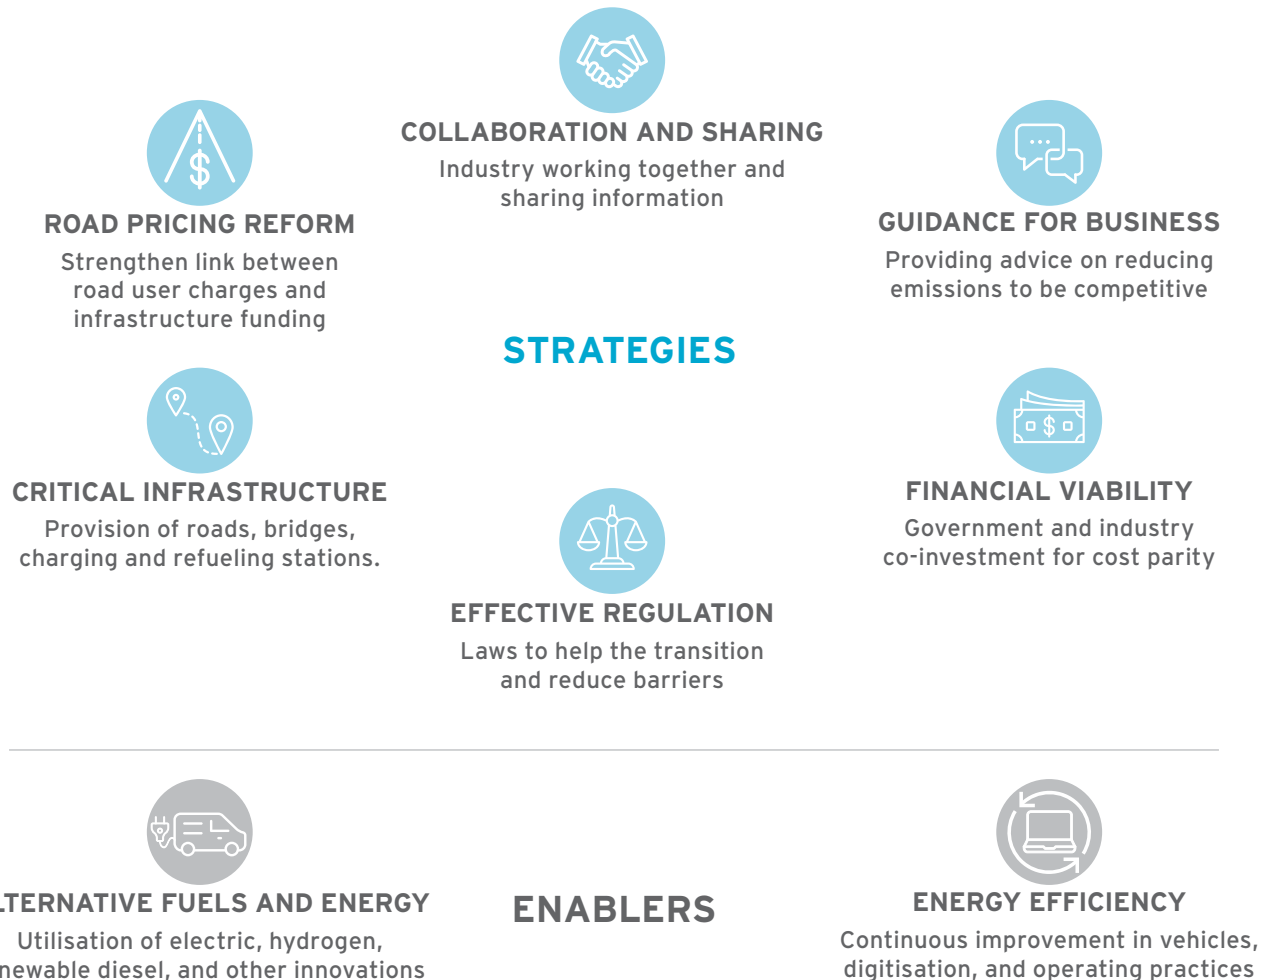 COLLABORATION AND SHARING
Industry working together and
sharing information
ROAD PRICING REFORM
Strengthen link between
road user charges and
infrastructure funding
GUIDANCE FOR BUSINESS
Providing advice on reducing
emissions to be competitive
STRATEGIES
CRITICAL INFRASTRUCTURE
Provision of roads, bridges,
charging and refueling stations.
FINANCIAL VIABILITY
Government and industry
co-investment for cost parity
EFFECTIVE REGULATION
Laws to help the transition
and reduce barriers
LTERNATIVE FUELS AND ENERGY
Utilisation of electric, hydrogen,
newable diesel, and other innovations
ENABLERS
ENERGY EFFICIENCY
Continuous improvement in vehicles,
digitisation, and operating practices